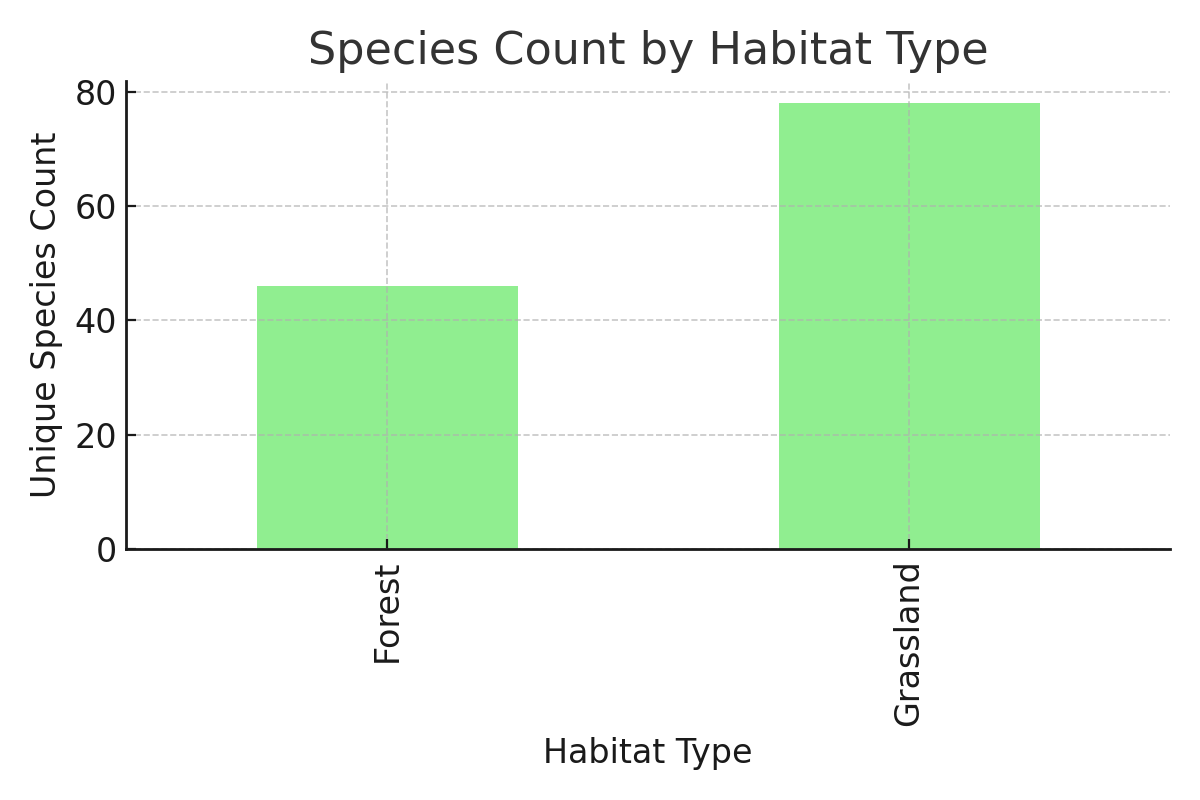 Species Count by Habitat Type
Unique Species Count
80
60
40
20
0
Forest
Grassland
Habitat Type